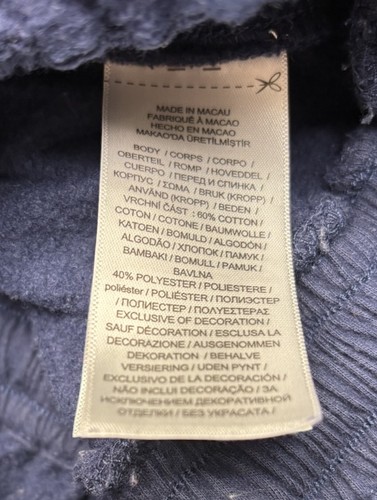 MADE IN MACAU
FABRIQUÉ À MACAO
HECHO EN MACAO
MAKAO'DA ÜRETİLMİŞTİR
BODY / CORPS / CORPO /
OBERTEIL / ROMP / HOVEDDEL /
CUERPO / ПЕРЕД И СПИНКА /
КОРПУС / ΣΩΜΑ / BRUK (KROPP) /
ANVÄND (KROPP) / BEDEN /
VRCHNÍ ČÁST : 60% COTTON /
COTON / COTONE / BAUMWOLLE /
KATOEN / BOMULD / ALGODÓN /
ALGODÃO / ХЛОПОК / ПАМУК /
BAMBAKI / BOMULL / PAMUK /
BAVLNA
40% POLYESTER / POLIESTERE /
poliéster / POLIÉSTER / ПОЛИЭСТЕР
/ ПОЛИЕСТЕР / ΠΟΛΥΕΣΤΕΡΑΣ
EXCLUSIVE OF DECORATION /
SAUF DÉCORATION / ESCLUSA LA
DECORAZIONE / AUSGENOMMEN
DEKORATION / BEHALVE
VERSIERING / UDEN PYNT /
EXCLUSIVO DE LA DECORACIÓN /
NÃO INCLUI DECORAÇÃO / ЗА
ИСКЛЮЧЕНИЕМ ДЕКОРАТИВНОЙ
ОТДЕЛКИ / БЕЗ УКРАСАТА /